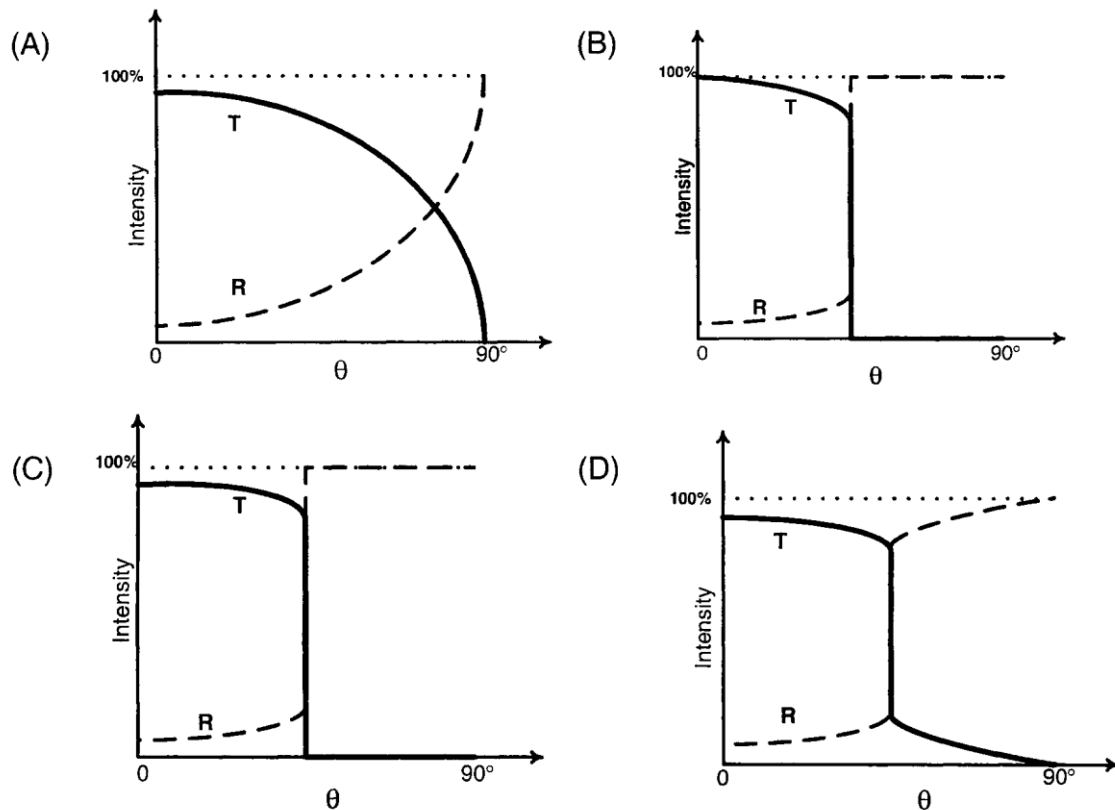 (A)
100%
T
Intensity
R
0
90°
θ
(B)
100%
T
Intensity
R
0
90°
θ
(C)
100%
T
Intensity
R
0
90°
θ
(D)
100%
T
Intensity
R
0
90°
θ